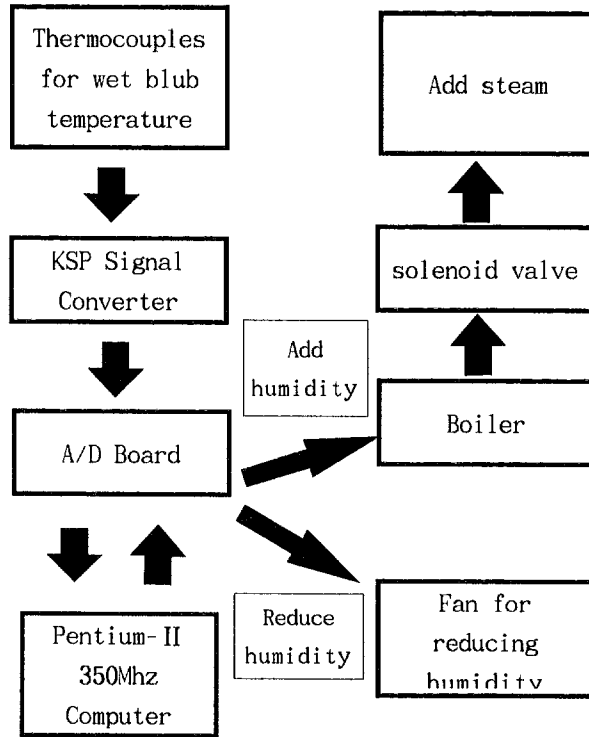 Thermocouples
for wet blub
temperature
Add steam
KSP Signal
Converter
solenoid valve
Add
humidity
A/D Board
Boiler
Reduce
humidity
Pentium-II
350Mhz
Computer
Fan for
reducing
humidity